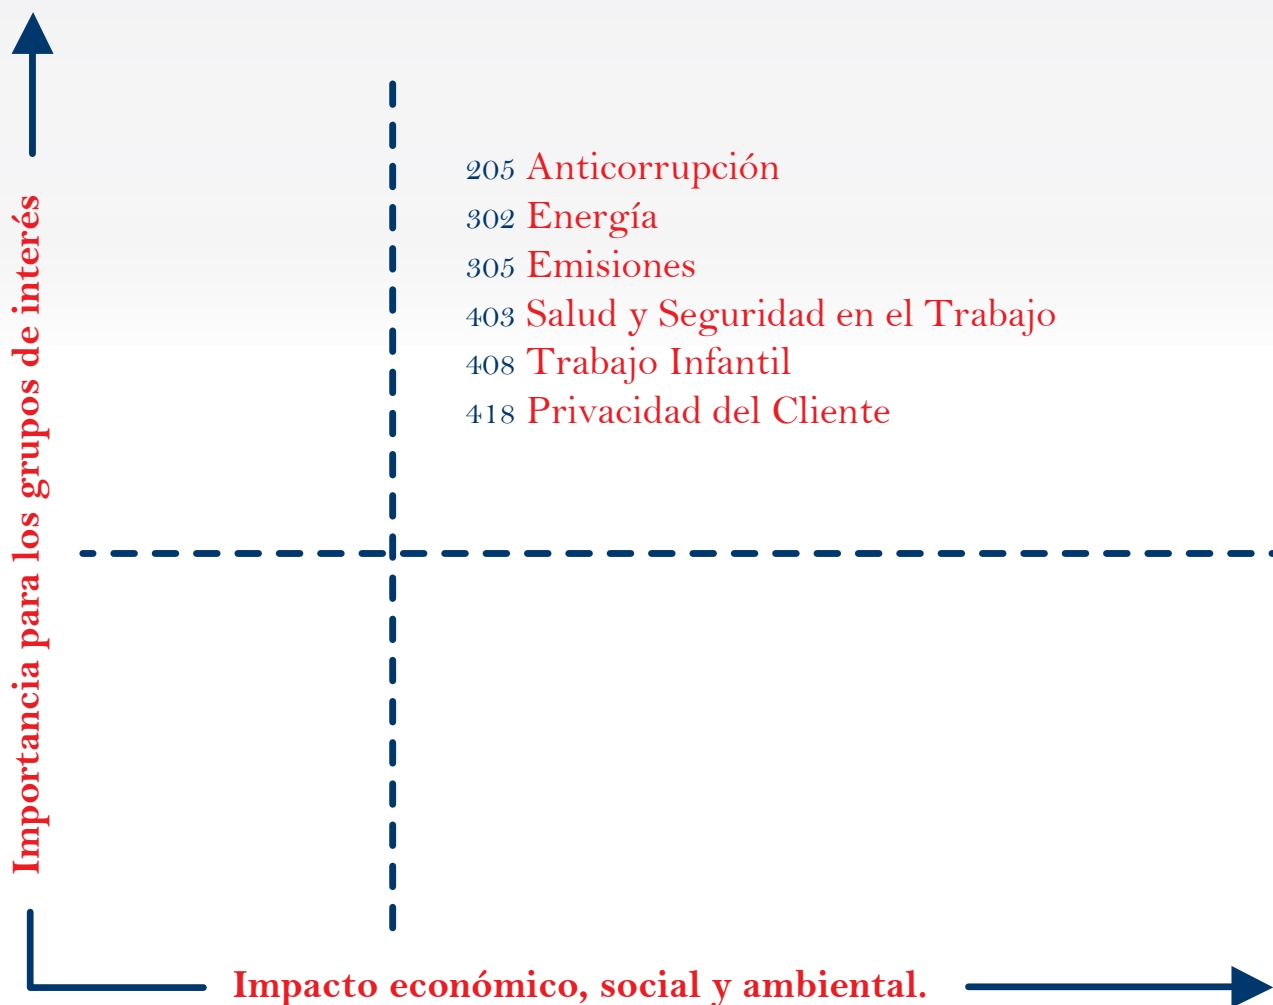 Importancia para los grupos de interés
205 Anticorrupción
302 Energía
305 Emisiones
403 Salud y Seguridad en el Trabajo
408 Trabajo Infantil
418 Privacidad del Cliente
Impacto económico, social y ambiental.